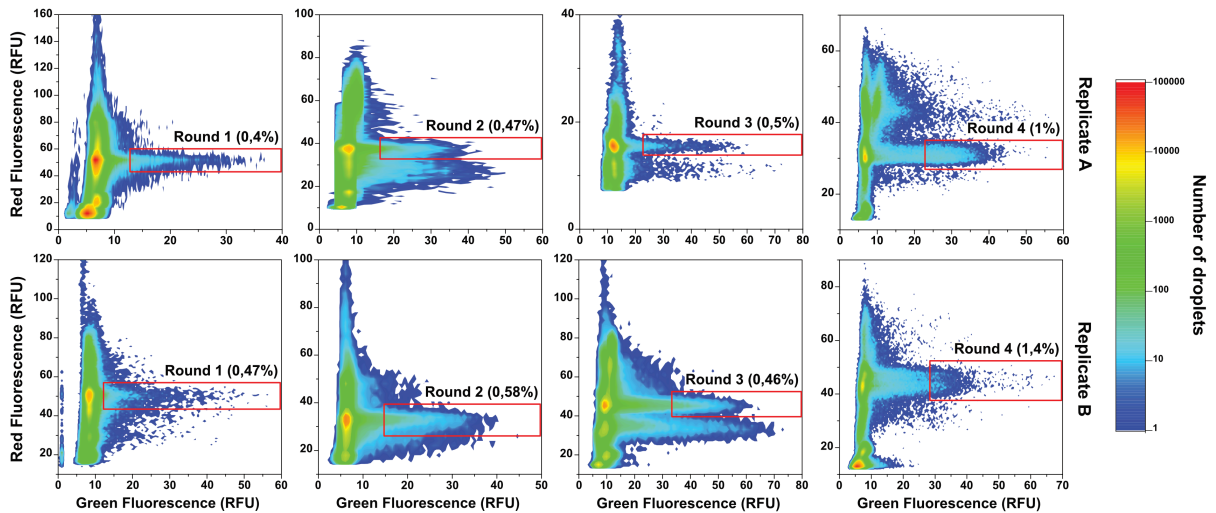 160
140
120
100
80
60
40
20
0
Round 1 (0,4%)
0 10 20 30 40
100
80
60
40
20
0
Round 2 (0,47%)
0 10 20 30 40 50 60
40
20
0
Round 3 (0,5%)
0 10 20 30 40 50 60 70 80
60
40
20
Round 4 (1%)
0 10 20 30 40 50 60
Red Fluorescence (RFU)
Replicate A
120
100
80
60
40
20
Round 1 (0,47%)
0 10 20 30 40 50 60
Green Fluorescence (RFU)
100
80
60
40
20
Round 2 (0,58%)
0 10 20 30 40 50
Green Fluorescence (RFU)
120
100
80
60
40
20
Round 3 (0,46%)
0 10 20 30 40 50 60 70 80
Green Fluorescence (RFU)
80
60
40
20
Round 4 (1,4%)
0 10 20 30 40 50 60 70
Green Fluorescence (RFU)
Red Fluorescence (RFU)
Replicate B
100000
10000
1000
100
10
1
Number of droplets